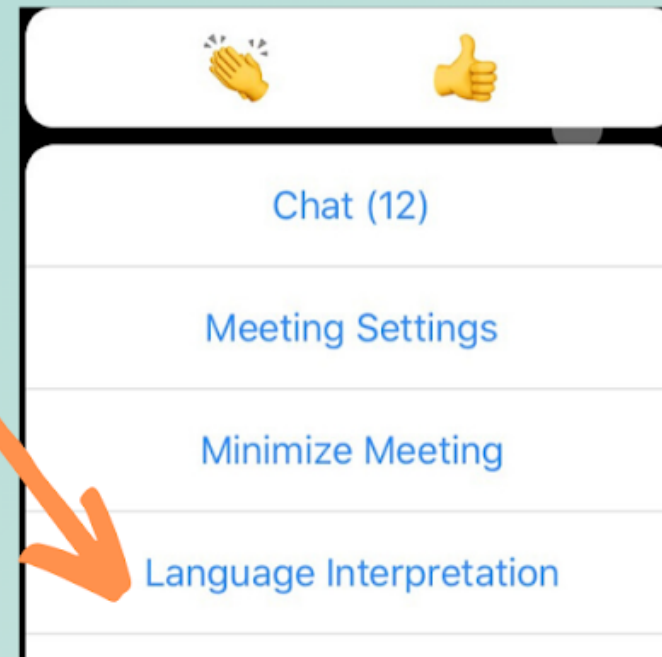 Chat (12)
Meeting Settings
Minimize Meeting
Language Interpretation